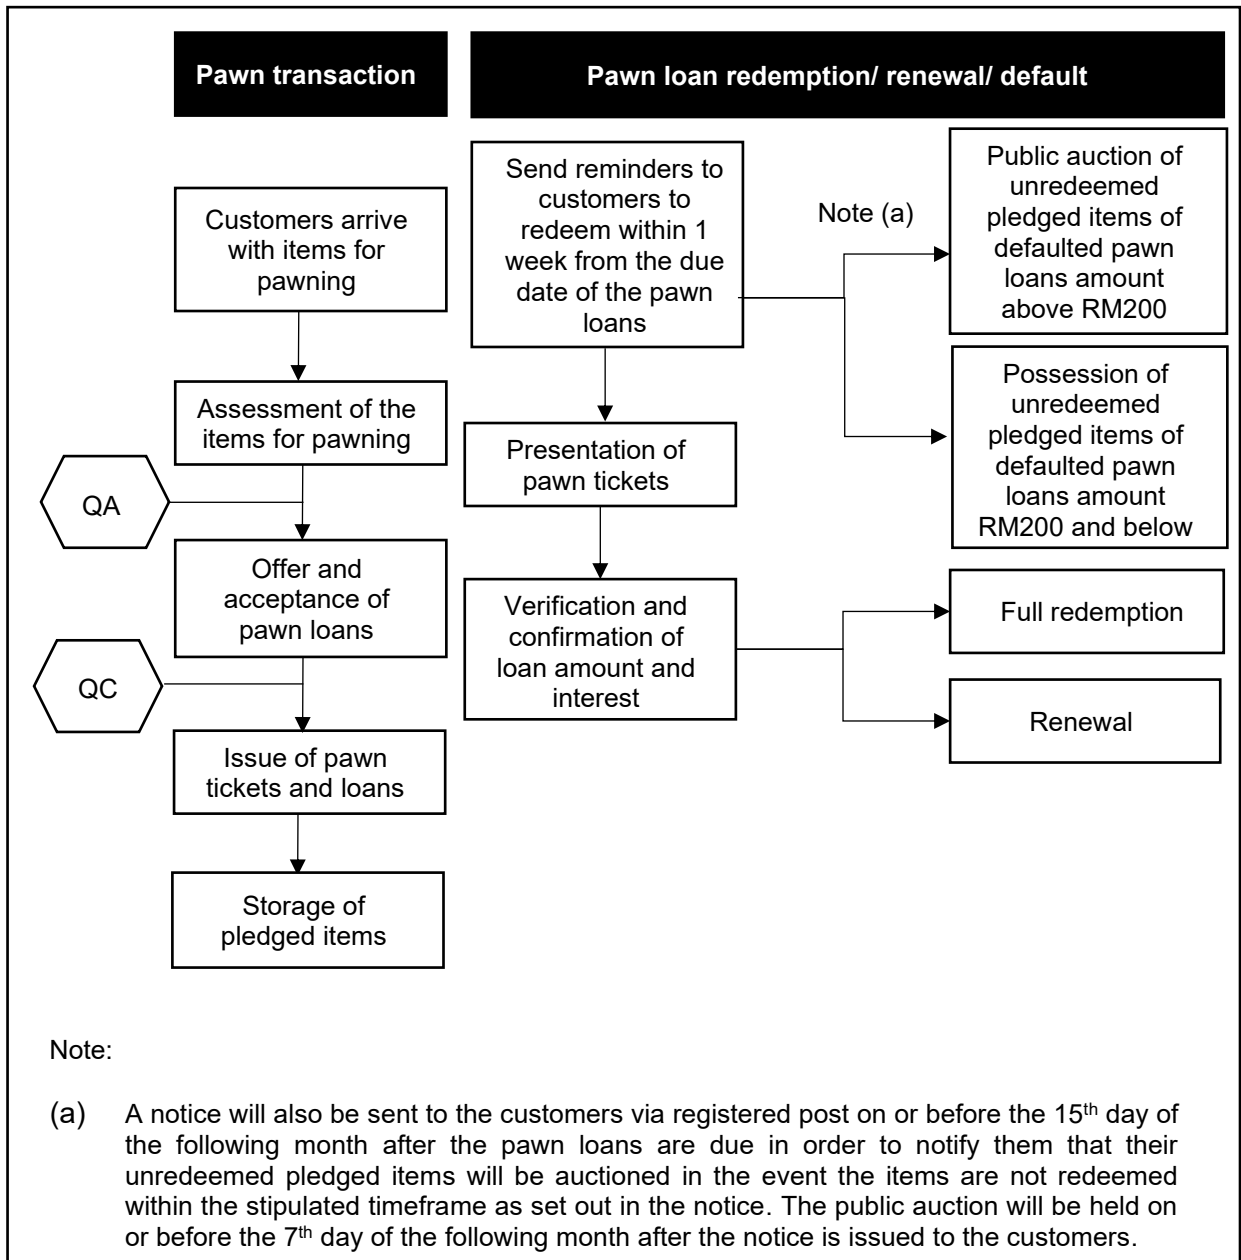 Pawn transaction
Customers arrive
with items for
pawning
Assessment of the
items for pawning
QA
Offer and
acceptance of
pawn loans
QC
Issue of pawn
tickets and loans
Storage of
pledged items
Pawn loan redemption/ renewal/ default
Send reminders to
customers to
redeem within 1
week from the due
date of the pawn
loans
Note (a)
Public auction of
unredeemed
pledged items of
defaulted pawn
loans amount
above RM200
Possession of
unredeemed
pledged items of
defaulted pawn
loans amount
RM200 and below
Presentation of
pawn tickets
Verification and
confirmation of
loan amount and
interest
Full redemption
Renewal
Note:
(a) A notice will also be sent to the customers via registered post on or before the 15th day of
the following month after the pawn loans are due in order to notify them that their
unredeemed pledged items will be auctioned in the event the items are not redeemed
within the stipulated timeframe as set out in the notice. The public auction will be held on
or before the 7th day of the following month after the notice is issued to the customers.